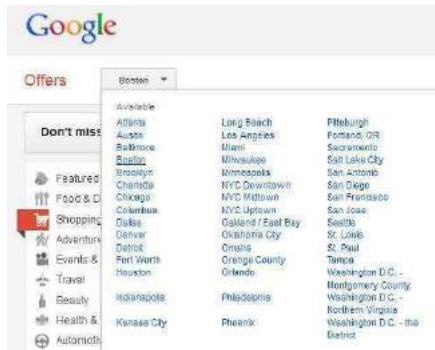 Google
Offers
Boston
Available
Don't miss
Featured
Food & D
Shopping
Adventure
Events &
Travel
Beauty
Health &
Automoti
Atlanta
Austin
Baltimore
Boston
Brooklyn
Charlotte
Chicago
Columbus
Dallas
Denver
Detroit
Fort Worth
Houston
Indianapolis
Kansas City
Long Beach
Los Angeles
Miami
Milwaukee
Minneapolis
NYC Downtown
NYC Midtown
NYC Uptown
Oakland / East Bay
Oklahoma City
Omaha
Orange County
Orlando
Philadelphia
Phoenix
Pittsburgh
Portland, OR
Sacramento
Salt Lake City
San Antonio
San Diego
San Francisco
San Jose
Seattle
St. Louis
St. Paul
Tampa
Washington D.C. -
Montgomery County
Washington D.C. -
Northern Virginia
Washington D.C. - the
District